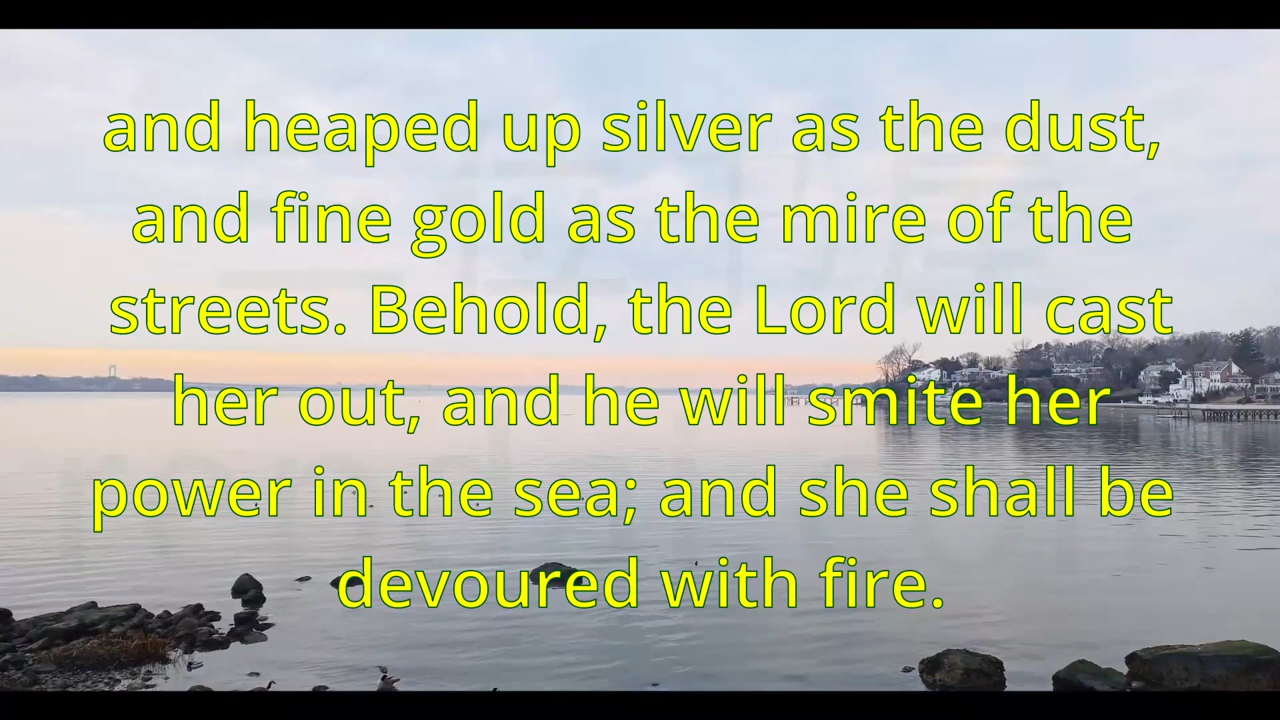 and heaped up silver as the dust,
and fine gold as the mire of the
streets. Behold, the Lord will cast
her out, and he will smite her
power in the sea; and she shall be
devoured with fire.